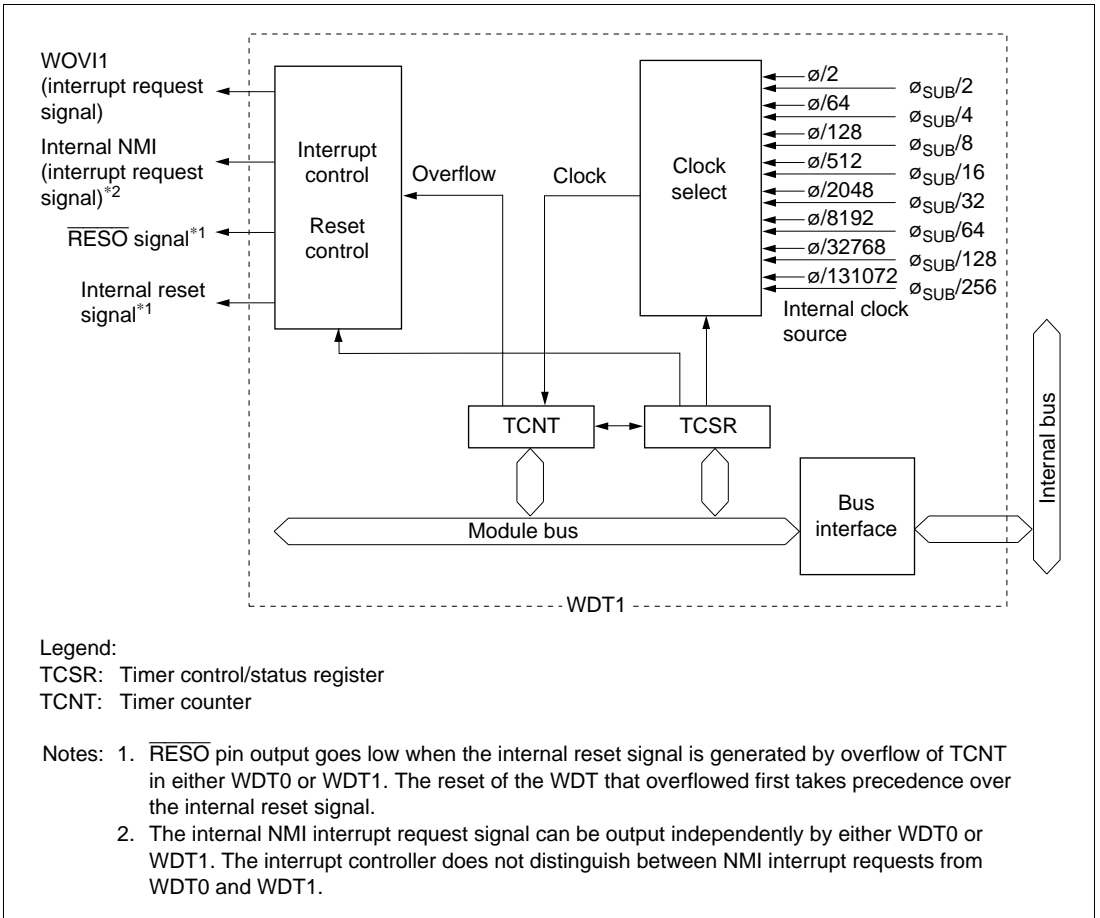 WOVI1
(interrupt request
signal)
Internal NMI
(interrupt request
signal)*2
RESO signal*1
Internal reset
signal*1
Interrupt
control
Reset
control
Overflow
Clock
Clock
select
ø/2
øSUB/2
ø/64
øSUB/4
ø/128
øSUB/8
ø/512
øSUB/16
ø/2048
øSUB/32
ø/8192
øSUB/64
ø/32768
øSUB/128
ø/131072
øSUB/256
Internal clock
source
TCNT
TCSR
Module bus
Bus
interface
Internal bus
WDT1
Legend:
TCSR: Timer control/status register
TCNT: Timer counter
Notes: 1. RESO pin output goes low when the internal reset signal is generated by overflow of TCNT
in either WDT0 or WDT1. The reset of the WDT that overflowed first takes precedence over
the internal reset signal.
2. The internal NMI interrupt request signal can be output independently by either WDT0 or
WDT1. The interrupt controller does not distinguish between NMI interrupt requests from
WDT0 and WDT1.